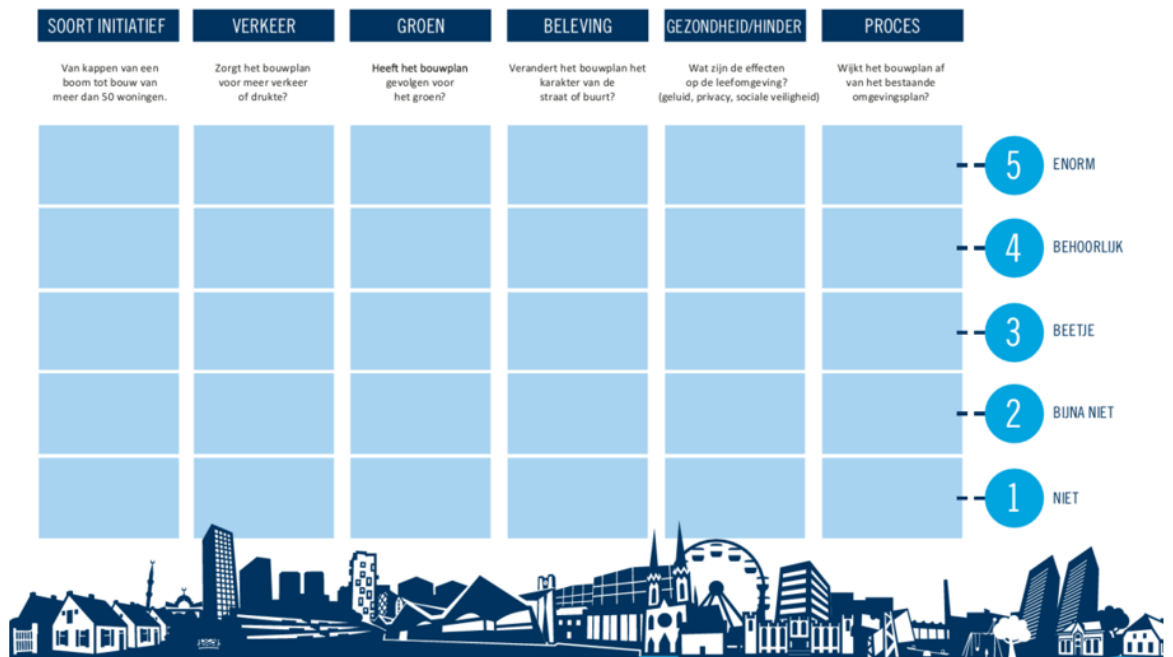 SOORT INITIATIEF
VERKEER
GROEN
BELEVING
GEZONDHEID/HINDER
PROCES
Van kappen van een
boom tot bouw van
meer dan 50 woningen.
Zorgt het bouwplan
voor meer verkeer
of drukte?
Heeft het bouwplan
gevolgen voor
het groen?
Verandert het bouwplan het
karakter van de
straat of buurt?
Wat zijn de effecten
op de leefomgeving?
(geluid, privacy, sociale veiligheid)
Wijkt het bouwplan af
van het bestaande
omgevingsplan?
5 ENORM
4 BEHOORLIJK
3 BEETJE
2 BIJNA NIET
1 NIET